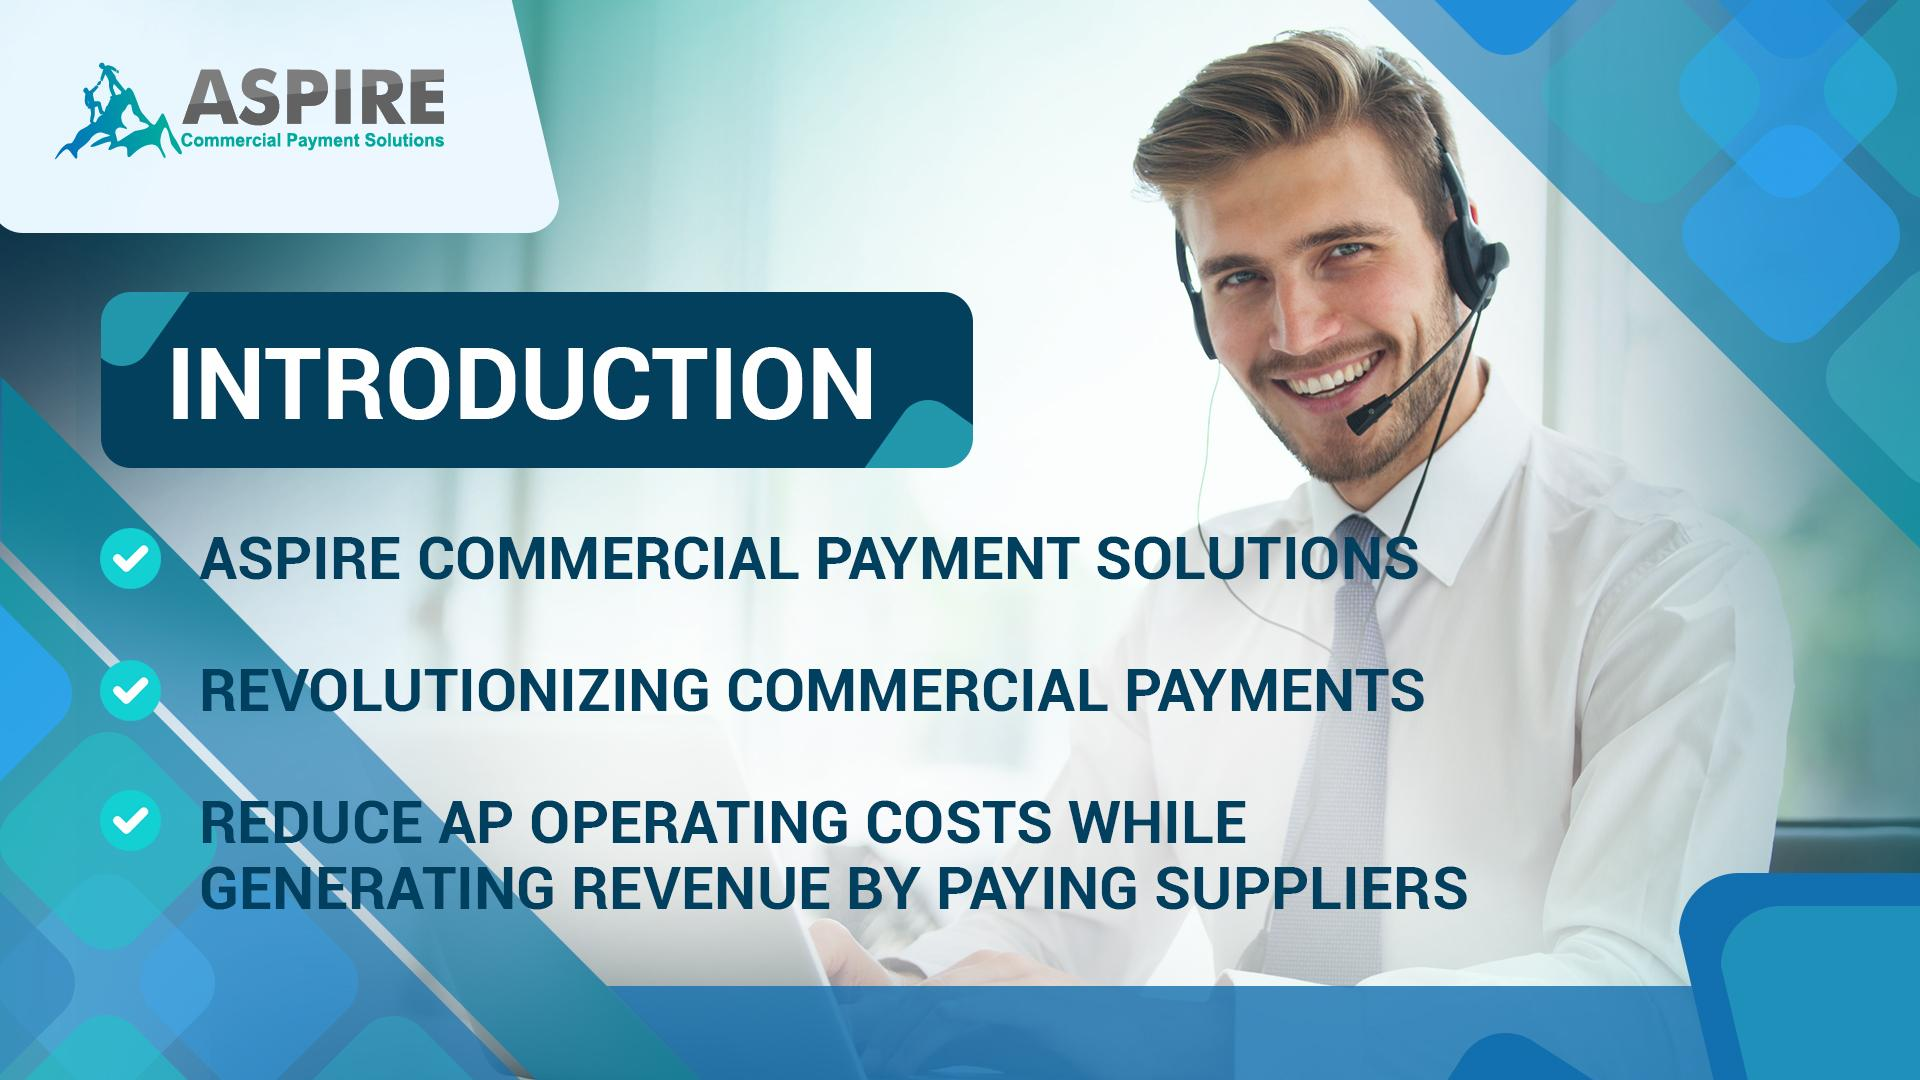 ASPIRE
Commercial Payment Solutions
INTRODUCTION
ASPIRE COMMERCIAL PAYMENT SOLUTIONS
REVOLUTIONIZING COMMERCIAL PAYMENTS
REDUCE AP OPERATING COSTS WHILE
GENERATING REVENUE BY PAYING SUPPLIERS